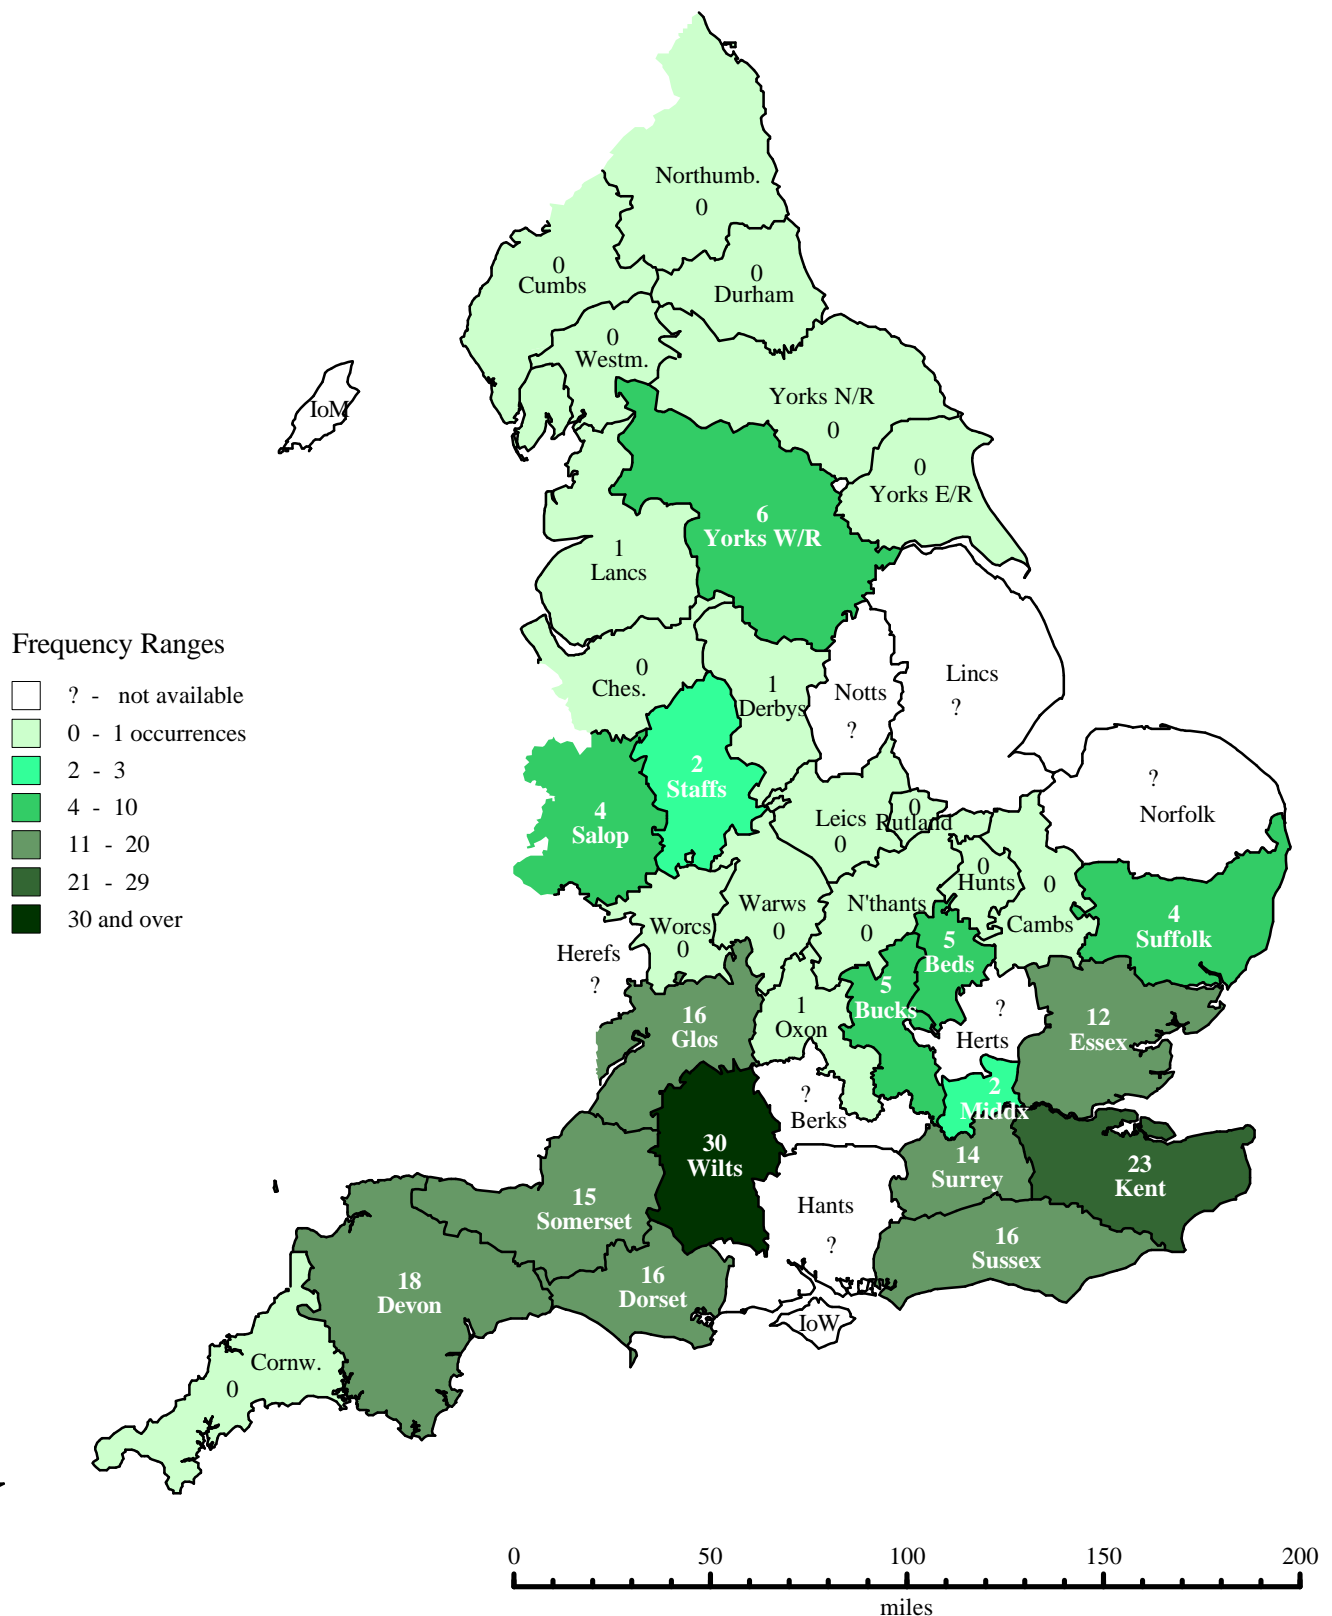 Northumb.
0
0
Cumbs
0
Durham
0
Westm.
IoM
Yorks N/R
0
0
Yorks E/R
6
Yorks W/R
1
Lancs
Frequency Ranges
? - not available
0 - 1 occurrences
2 - 3
4 - 10
11 - 20
21 - 29
30 and over
0
Ches.
1
Derbys
Notts
?
Lincs
?
2
Staffs
4
Salop
?
Norfolk
Leics
0
0
Rutland
0
Hunts
0
Cambs
4
Suffolk
Warws
0
N'thants
0
Worcs
0
Herefs
?
5
Beds
5
Bucks
16
Glos
1
Oxon
?
Herts
12
Essex
2
Middx
?
Berks
30
Wilts
14
Surrey
23
Kent
15
Somerset
Hants
?
16
Sussex
18
Devon
16
Dorset
IoW
Cornw.
0
0 50 100 150 200
miles